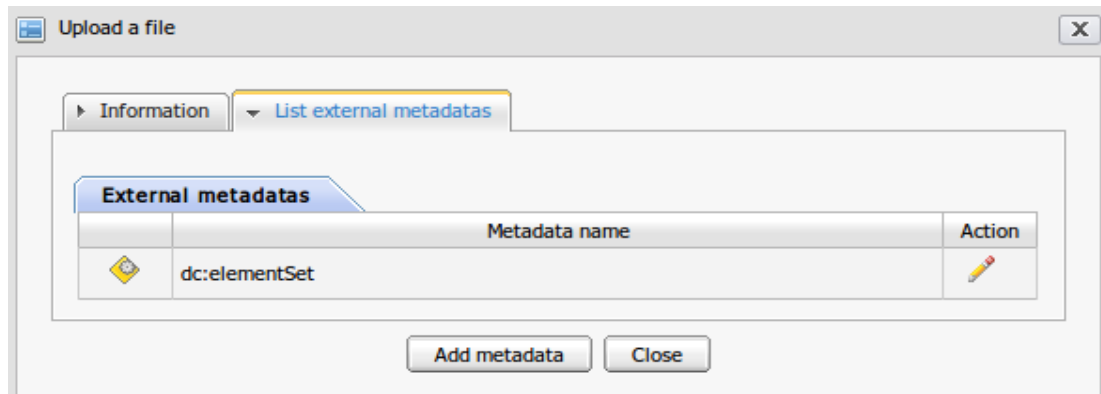 Upload a file
Information List external metadatas
External metadatas
Metadata name Action
dc:elementSet
Add metadata Close